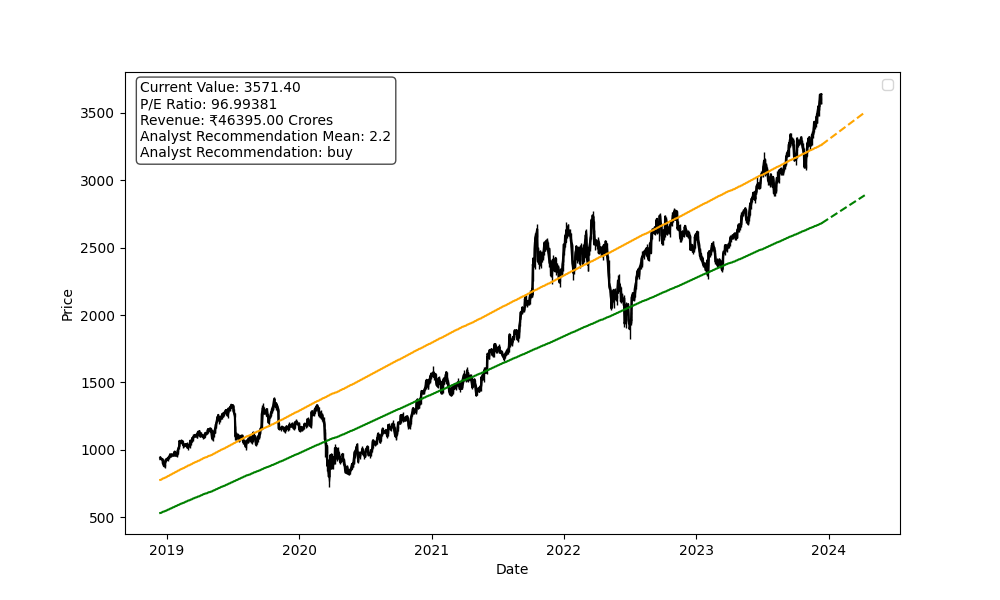 Current Value: 3571.40
P/E Ratio: 96.99381
Revenue: ₹46395.00 Crores
Analyst Recommendation Mean: 2.2
Analyst Recommendation: buy
3500
3000
2500
2000
1500
1000
500
Price
2019 2020 2021 2022 2023 2024
Date